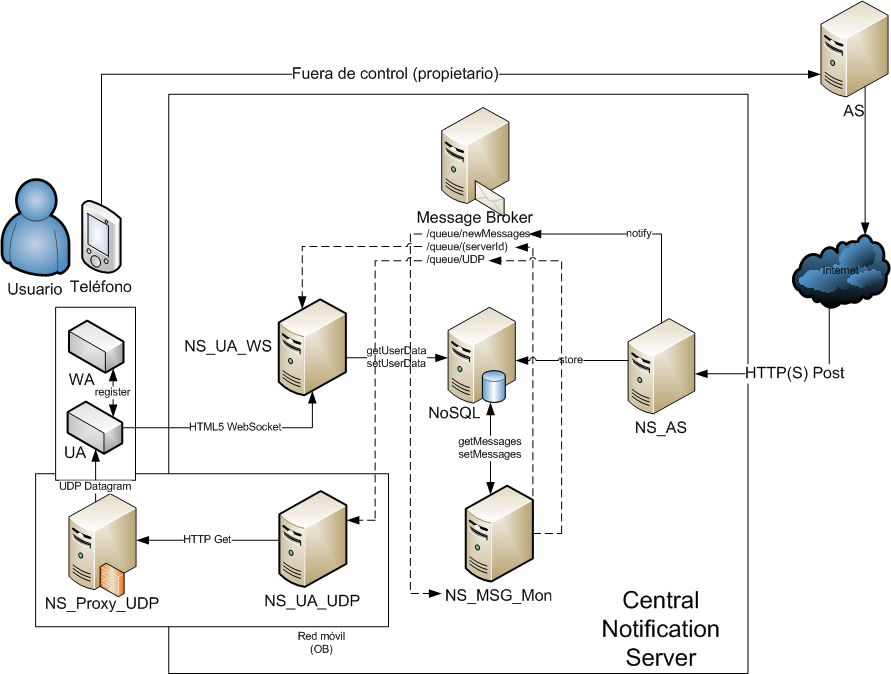 Fuera de control (propietario)
AS
Message Broker
/queue/newMessages
notify
/queue/(serverId)
/queue/UDP
Usuario
Teléfono
Internet
NS_UA_WS
getUserData
setUserData
store
HTTP(S) Post
WA
register
NoSQL
NS_AS
UA
HTML5 WebSocket
getMessages
setMessages
UDP Datagram
HTTP Get
NS_Proxy_UDP
NS_UA_UDP
NS_MSG_Mon
Red móvil
(OB)
Central
Notification
Server